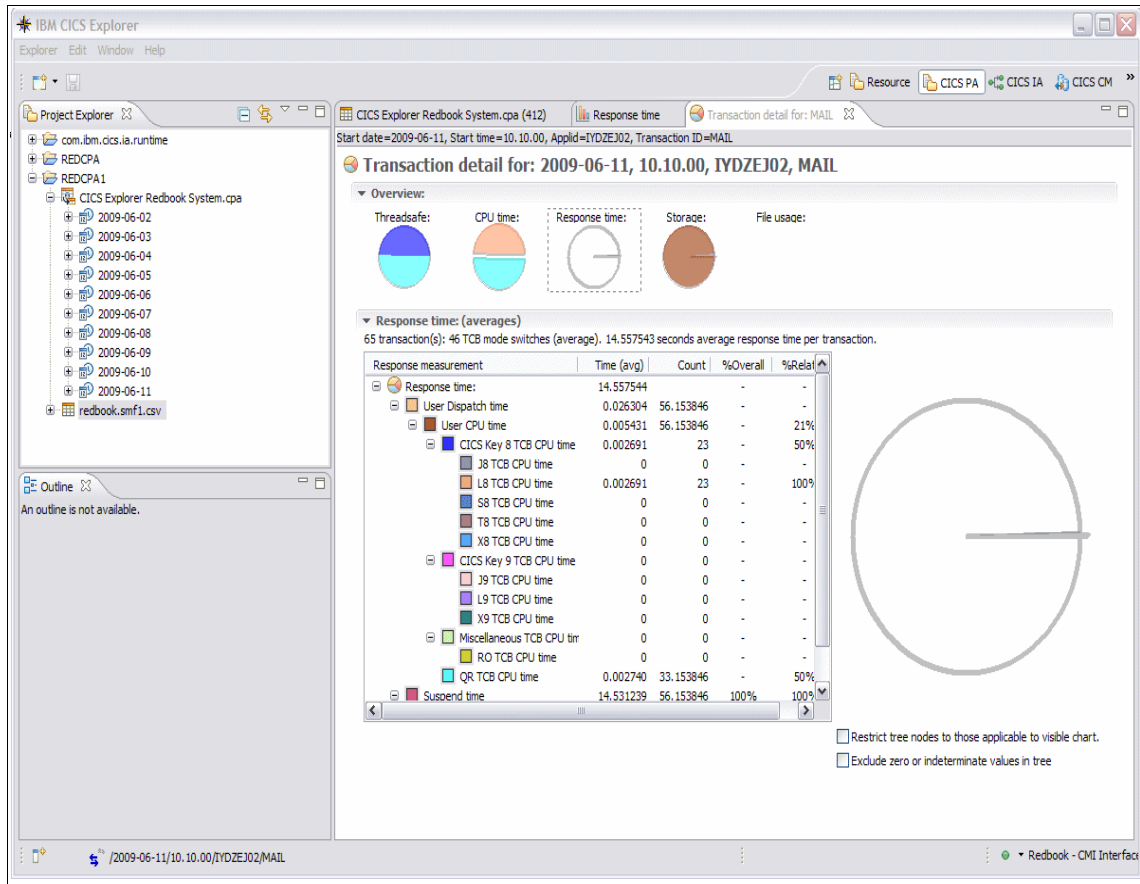 IBM CICS Explorer
Explorer Edit Window Help
Resource CICS PA CICS IA CICS CM »
Project Explorer
com.ibm.cics.ia.runtime
REDCPA
REDCPA1
CICS Explorer Redbook System.cpa
2009-06-02
2009-06-03
2009-06-04
2009-06-05
2009-06-06
2009-06-07
2009-06-08
2009-06-09
2009-06-10
2009-06-11
redbook.smf1.csv
Outline
An outline is not available.
CICS Explorer Redbook System.cpa (412) Response time Transaction detail for: MAIL
Start date=2009-06-11, Start time=10.10.00, Applid=IYDZEJ02, Transaction ID=MAIL
Transaction detail for: 2009-06-11, 10.10.00, IYDZEJ02, MAIL
Overview:
Threadsafe: CPU time: Response time: Storage: File usage:
Response time: (averages)
65 transaction(s): 46 TCB mode switches (average). 14.557543 seconds average response time per transaction.
Response measurement Time (avg) Count %Overall %Relat
Response time: 14.557544 - -
User Dispatch time 0.026304 56.153846 - -
User CPU time 0.005431 56.153846 - 21%
CICS Key 8 TCB CPU time 0.002691 23 - 50%
J8 TCB CPU time 0 0 - -
L8 TCB CPU time 0.002691 23 - 100%
S8 TCB CPU time 0 0 - -
T8 TCB CPU time 0 0 - -
X8 TCB CPU time 0 0 - -
CICS Key 9 TCB CPU time 0 0 - -
J9 TCB CPU time 0 0 - -
L9 TCB CPU time 0 0 - -
X9 TCB CPU time 0 0 - -
Miscellaneous TCB CPU tim 0 0 - -
RO TCB CPU time 0 0 - -
QR TCB CPU time 0.002740 33.153846 - 50%
Suspend time 14.531239 56.153846 100% 100%
Restrict tree nodes to those applicable to visible chart.
Exclude zero or indeterminate values in tree
/2009-06-11/10.10.00/IYDZEJ02/MAIL
Redbook - CMI Interface